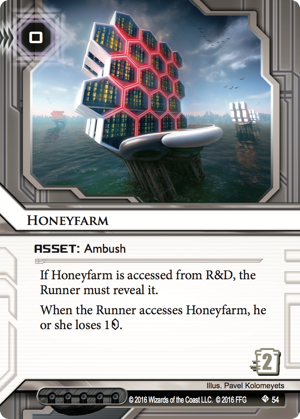 0
HONEYFARM
ASSET: Ambush
If Honeyfarm is accessed from R&D, the
Runner must reveal it.
When the Runner accesses Honeyfarm, he
or she loses 1.
2
Illus. Pavel Kolomeyets
© 2016 Wizards of the Coast LLC. © 2016 FFG 54